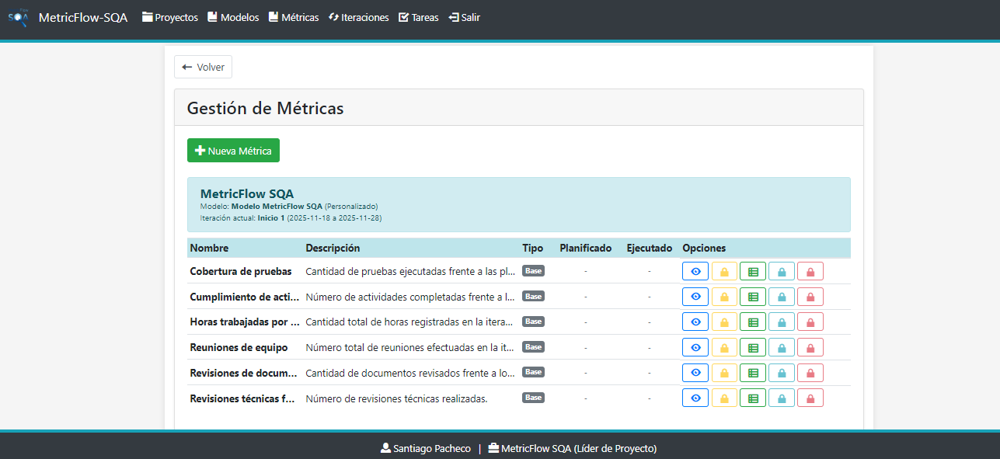 SQA MetricFlow-SQA Proyectos Modelos Métricas Iteraciones Tareas Salir
← Volver
Gestión de Métricas
Nueva Métrica
MetricFlow SQA
Modelo: Modelo MetricFlow SQA (Personalizado)
Iteración actual: Inicio 1 (2025-11-18 a 2025-11-28)
Nombre Descripción Tipo Planificado Ejecutado Opciones
Cobertura de pruebas Cantidad de pruebas ejecutadas frente a las pl... Base - -
Cumplimiento de acti... Número de actividades completadas frente a l... Base - -
Horas trabajadas por ... Cantidad total de horas registradas en la itera... Base - -
Reuniones de equipo Número total de reuniones efectuadas en la it... Base - -
Revisiones de docum... Cantidad de documentos revisados frente a lo... Base - -
Revisiones técnicas f... Número de revisiones técnicas realizadas. Base - -
Santiago Pacheco | MetricFlow SQA (Líder de Proyecto)